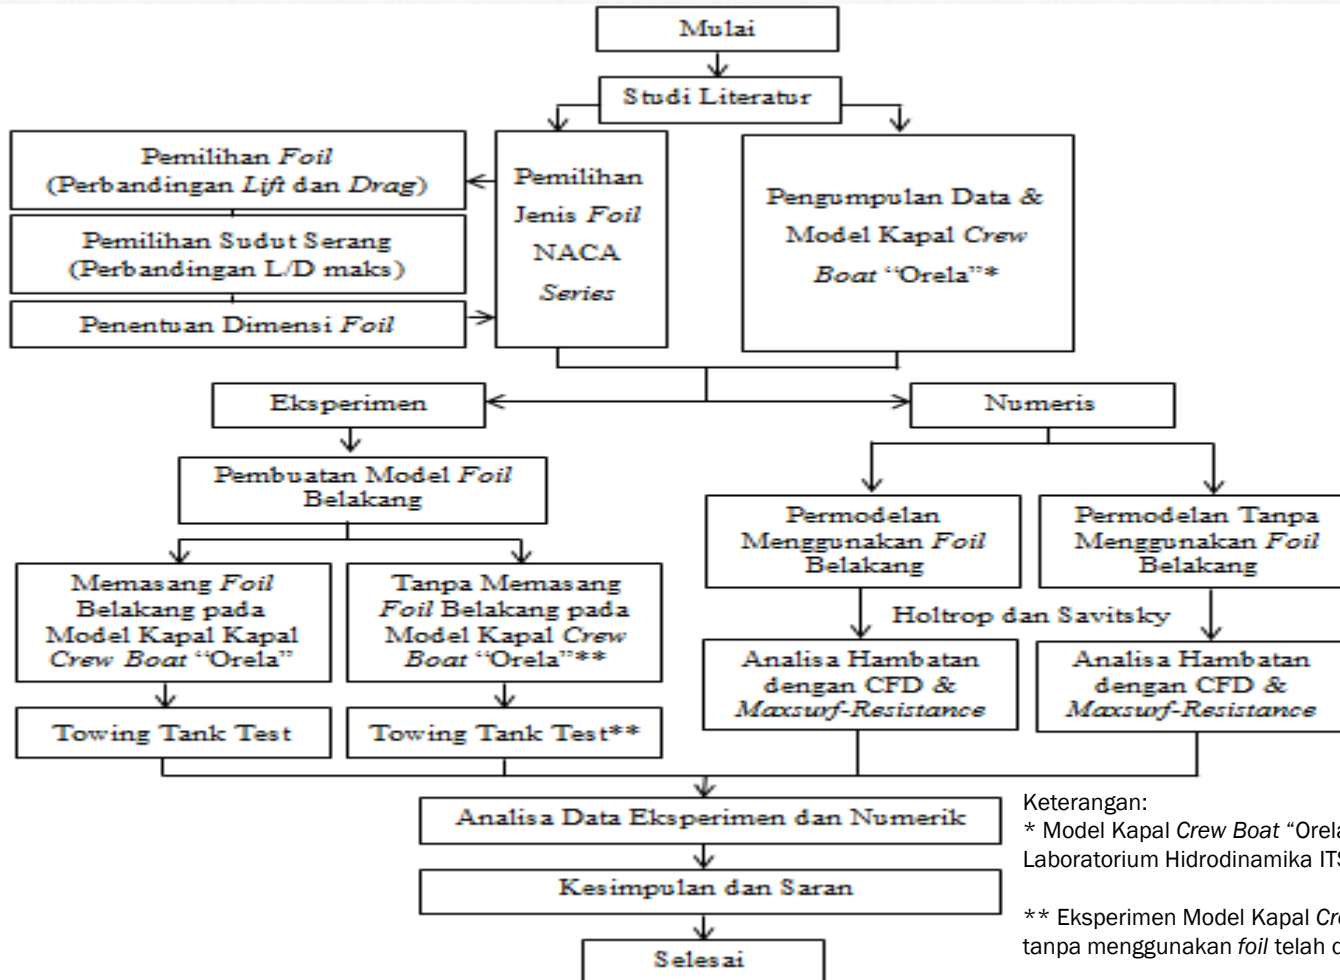 Mulai
Studi Literatur
Pemilihan Foil
(Perbandingan Lift dan Drag)
Pemilihan Sudut Serang
(Perbandingan L/D maks)
Penentuan Dimensi Foil
Pemilihan
Jenis Foil
NACA
Series
Pengumpulan Data &
Model Kapal Crew
Boat “Orela”*
Eksperimen
Numeris
Pembuatan Model Foil
Belakang
Permodelan
Menggunakan Foil
Belakang
Permodelan Tanpa
Menggunakan Foil
Belakang
Memasang Foil
Belakang pada
Model Kapal Kapal
Crew Boat “Orela”
Tanpa Memasang
Foil Belakang pada
Model Kapal Crew
Boat “Orela”**
Holtrop dan Savitsky
Analisa Hambatan
dengan CFD &
Maxsurf-Resistance
Analisa Hambatan
dengan CFD &
Maxsurf-Resistance
Towing Tank Test
Towing Tank Test**
Analisa Data Eksperimen dan Numerik
Kesimpulan dan Saran
Selesai
Keterangan:
* Model Kapal Crew Boat “Orela
Laboratorium Hidrodinamika ITS
** Eksperimen Model Kapal Cre
tanpa menggunakan foil telah d